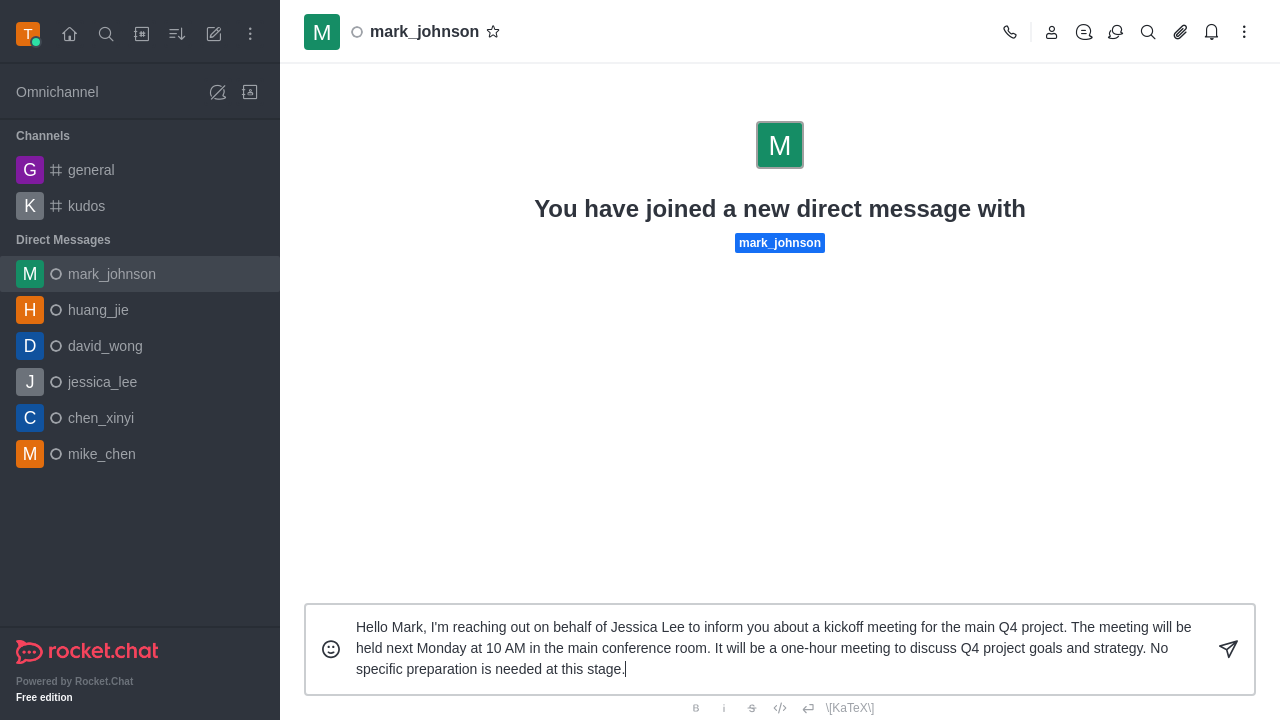 T
M mark_johnson
Omnichannel
Channels
G general
K kudos
Direct Messages
M mark_johnson
H huang_jie
D david_wong
J jessica_lee
C chen_xinyi
M mike_chen
rocket.chat
Powered by Rocket.Chat
Free edition
M
You have joined a new direct message with
mark_johnson
Hello Mark, I'm reaching out on behalf of Jessica Lee to inform you about a kickoff meeting for the main Q4 project. The meeting will be
held next Monday at 10 AM in the main conference room. It will be a one-hour meeting to discuss Q4 project goals and strategy. No
specific preparation is needed at this stage.
B i S \[KaTeX\]